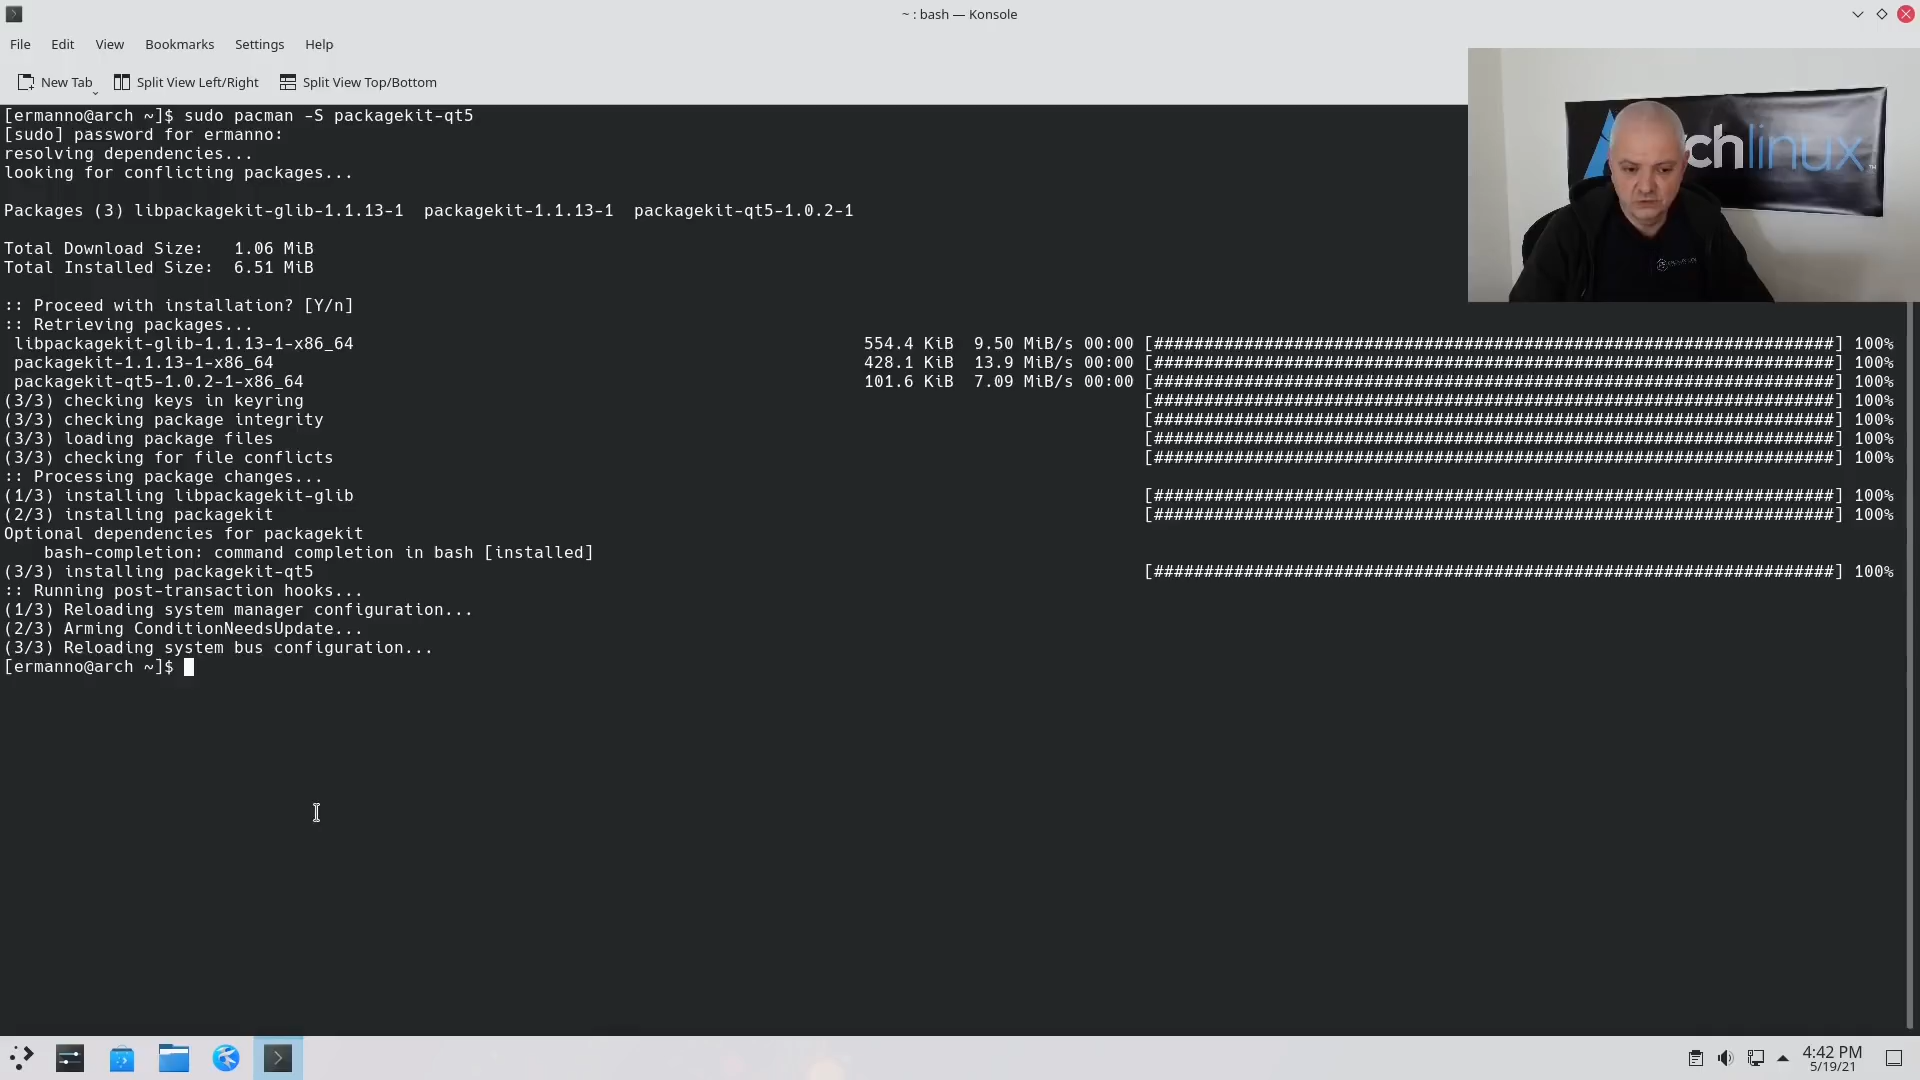 ~ : bash — Konsole
File Edit View Bookmarks Settings Help
New Tab Split View Left/Right Split View Top/Bottom
[ermanno@arch ~]$ sudo pacman -S packagekit-qt5
[sudo] password for ermanno:
resolving dependencies...
looking for conflicting packages...
Packages (3) libpackagekit-glib-1.1.13-1 packagekit-1.1.13-1 packagekit-qt5-1.0.2-1
Total Download Size: 1.06 MiB
Total Installed Size: 6.51 MiB
:: Proceed with installation? [Y/n]
:: Retrieving packages...
libpackagekit-glib-1.1.13-1-x86_64 554.4 KiB 9.50 MiB/s 00:00 [####################################################################] 100%
packagekit-1.1.13-1-x86_64 428.1 KiB 13.9 MiB/s 00:00 [####################################################################] 100%
packagekit-qt5-1.0.2-1-x86_64 101.6 KiB 7.09 MiB/s 00:00 [####################################################################] 100%
(3/3) checking keys in keyring [####################################################################] 100%
(3/3) checking package integrity [####################################################################] 100%
(3/3) loading package files [####################################################################] 100%
(3/3) checking for file conflicts [####################################################################] 100%
:: Processing package changes...
(1/3) installing libpackagekit-glib [####################################################################] 100%
(2/3) installing packagekit [####################################################################] 100%
Optional dependencies for packagekit
bash-completion: command completion in bash [installed]
(3/3) installing packagekit-qt5 [####################################################################] 100%
:: Running post-transaction hooks...
(1/3) Reloading system manager configuration...
(2/3) Arming ConditionNeedsUpdate...
(3/3) Reloading system bus configuration...
[ermanno@arch ~]$
chlinux
4:42 PM
5/19/21